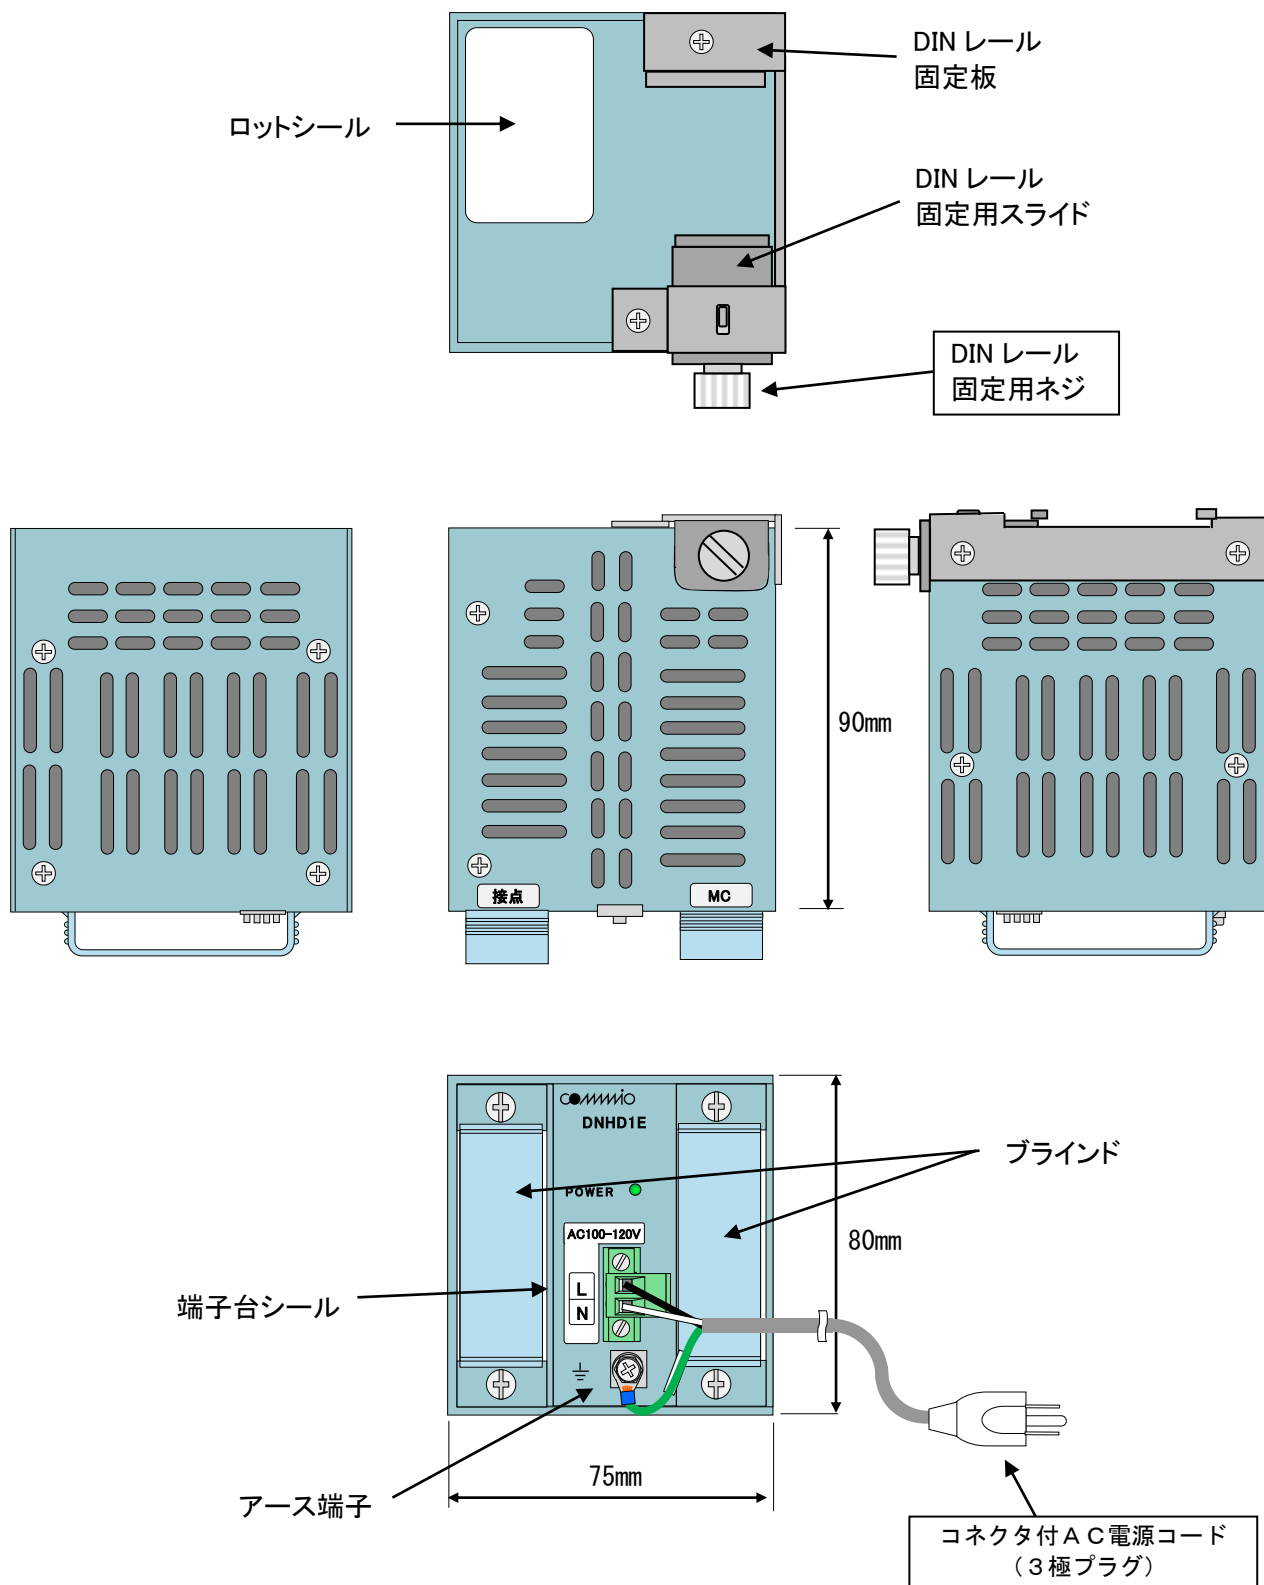 DIN レール
固定板
ロットシール
DIN レール
固定用スライド
DIN レール
固定用ネジ
90mm
接点
MC
commio
DNHD1E
POWER
AC100-120V
L
N
ブラインド
80mm
端子台シール
アース端子
75mm
コネクタ付AC電源コード
(3極プラグ)